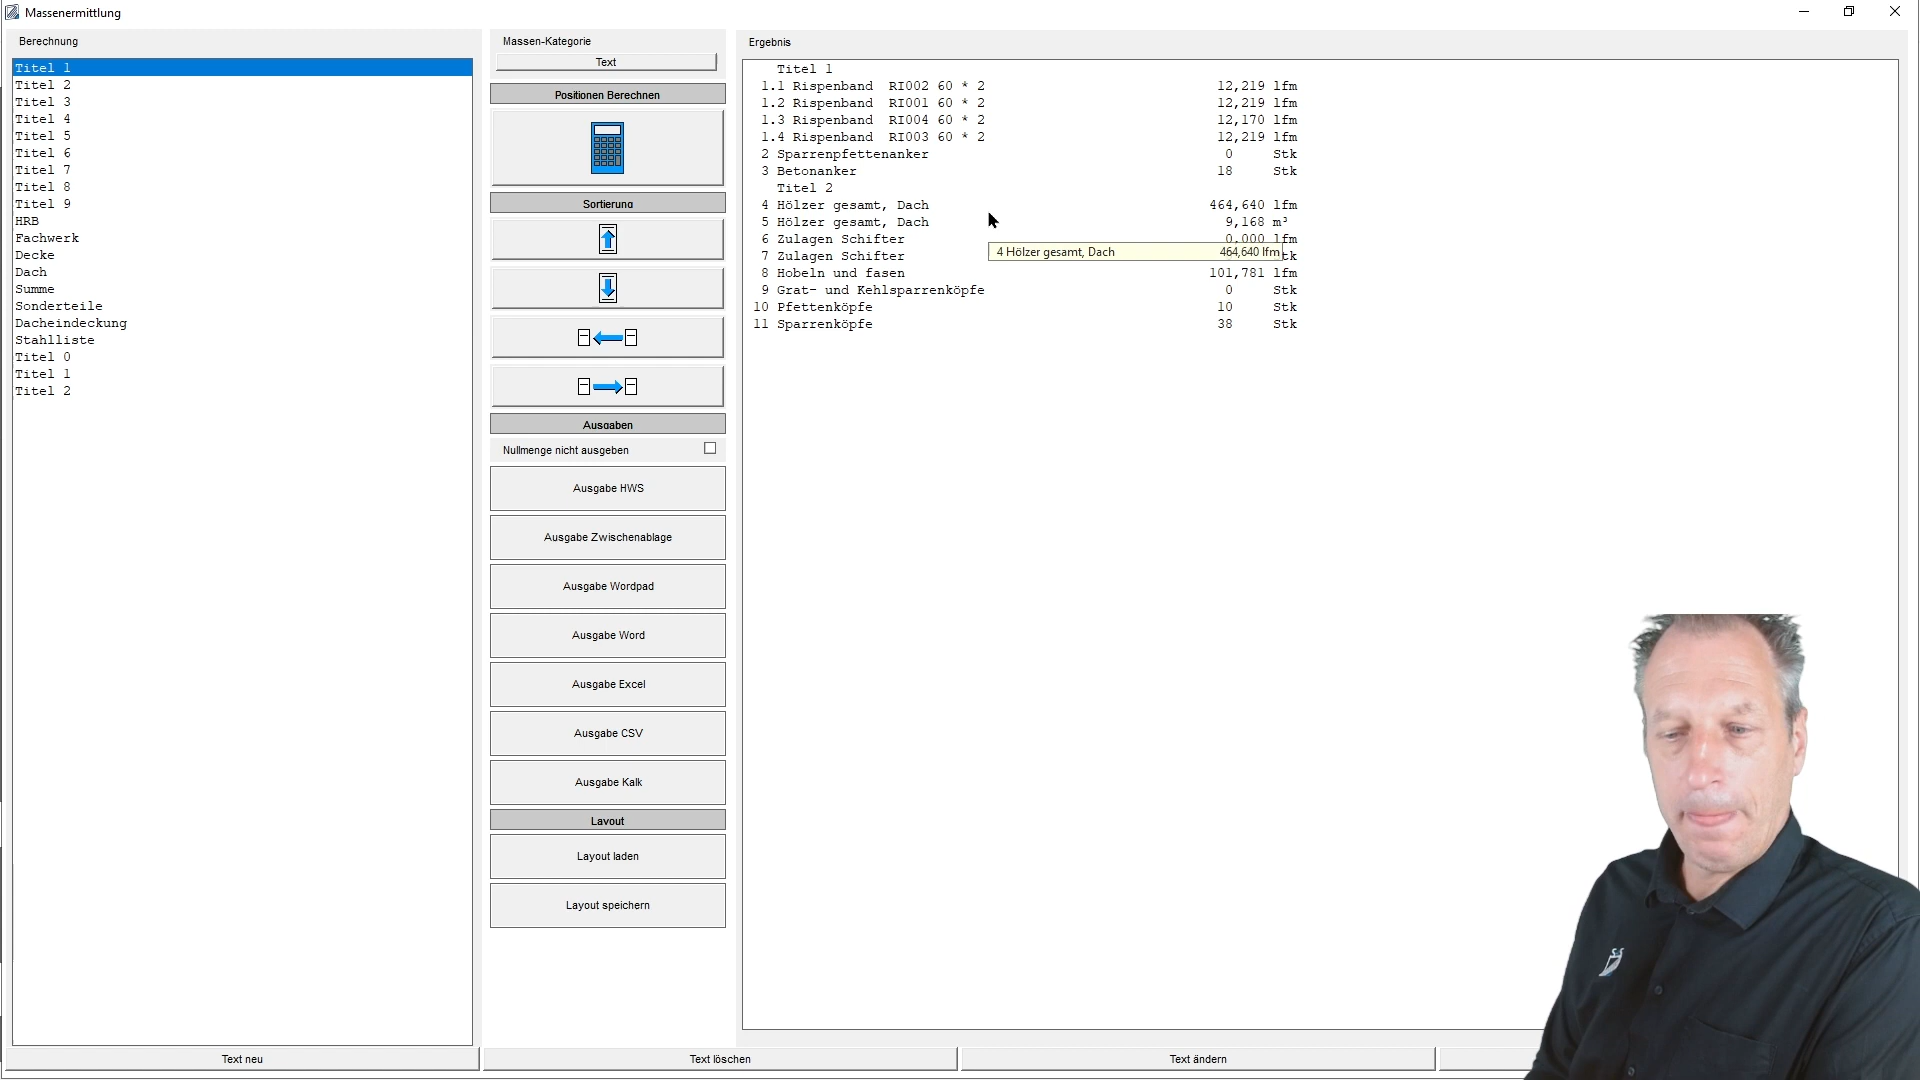 Massenermittlung
Berechnung
Titel 1
Titel 2
Titel 3
Titel 4
Titel 5
Titel 6
Titel 7
Titel 8
Titel 9
HRB
Fachwerk
Decke
Dach
Summe
Sonderteile
Dacheindeckung
Stahlliste
Titel 0
Titel 1
Titel 2
Massen-Kategorie
Text
Positionen Berechnen
Sortierung
Ausgaben
Nullmenge nicht ausgeben
Ausgabe HWS
Ausgabe Zwischenablage
Ausgabe Wordpad
Ausgabe Word
Ausgabe Excel
Ausgabe CSV
Ausgabe Kalk
Layout
Layout laden
Layout speichern
Ergebnis
Titel 1
1.1 Rispenband RI002 60 * 2 12,219 lfm
1.2 Rispenband RI001 60 * 2 12,219 lfm
1.3 Rispenband RI004 60 * 2 12,170 lfm
1.4 Rispenband RI003 60 * 2 12,219 lfm
2 Sparrenpfettenanker 0 Stk
3 Betonanker 18 Stk
Titel 2
4 Hölzer gesamt, Dach 464,640 lfm
5 Hölzer gesamt, Dach 9,168 m³
6 Zulagen Schifter 0,000 lfm
4 Hölzer gesamt, Dach 464,640 lfm
7 Zulagen Schifter tk
8 Hobeln und fasen 101,781 lfm
9 Grat- und Kehlsparrenköpfe 0 Stk
10 Pfettenköpfe 10 Stk
11 Sparrenköpfe 38 Stk
Text neu
Text löschen
Text ändern